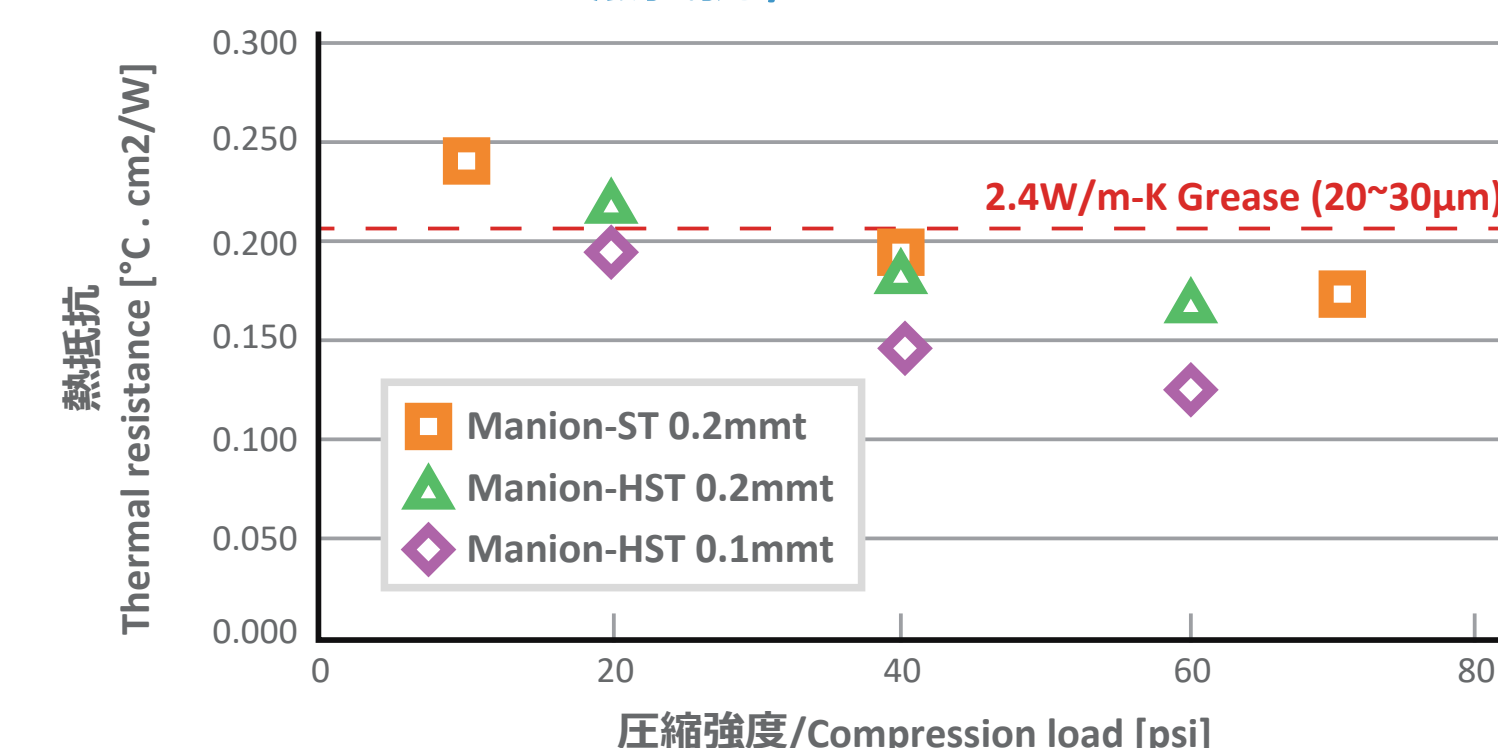 0.300
0.250
0.200
0.150
0.100
0.050
0.000
熱抵抗
Thermal resistance [°C . cm2/W]
2.4W/m-K Grease (20~30μm)
Manion-ST 0.2mmt
Manion-HST 0.2mmt
Manion-HST 0.1mmt
0 20 40 60 80
圧縮強度/Compression load [psi]